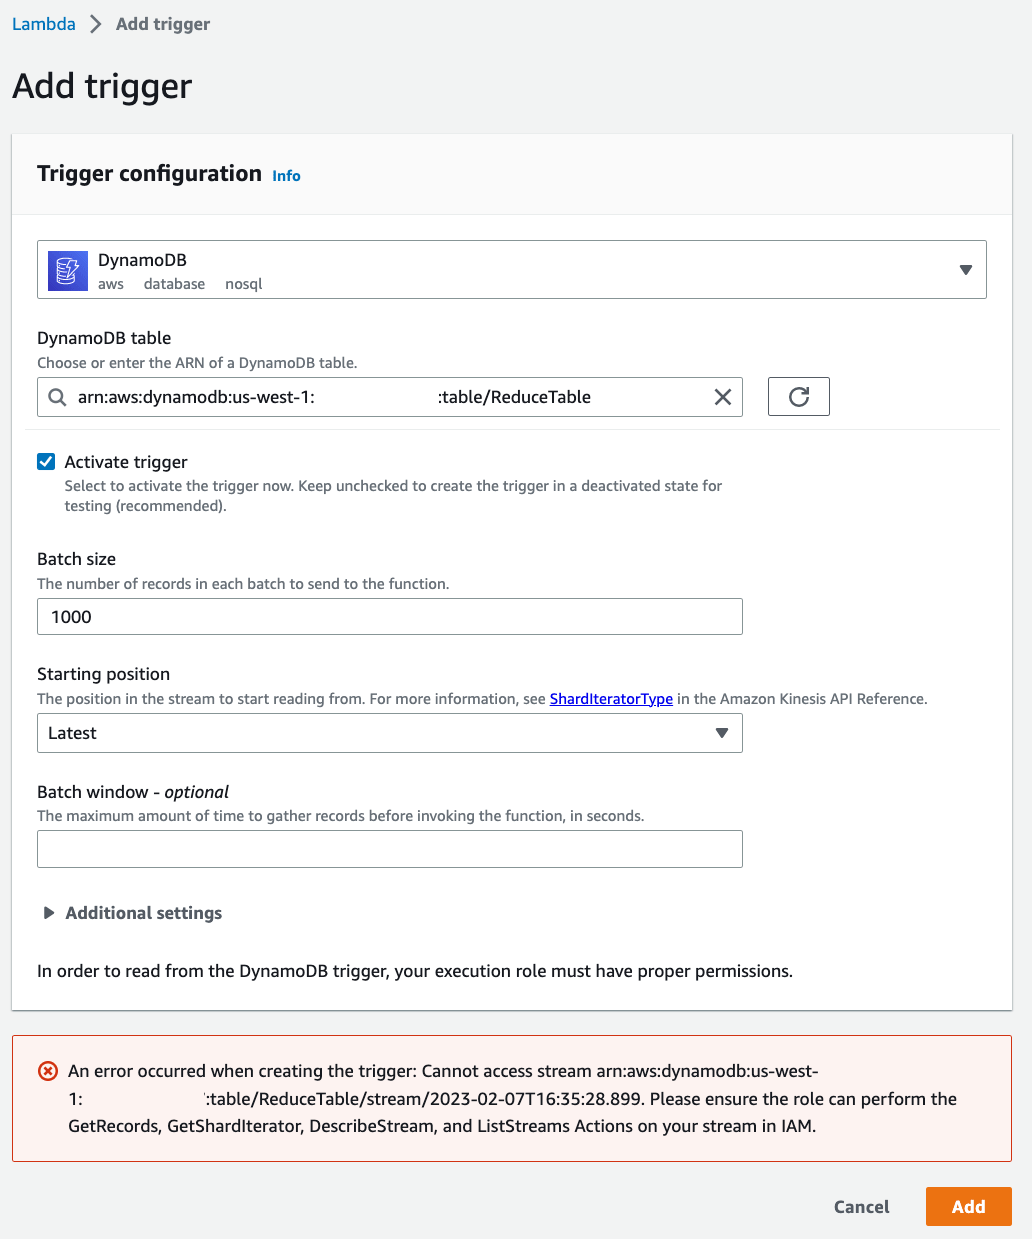 Lambda > Add trigger
Add trigger
Trigger configuration Info
DynamoDB
aws database nosql
DynamoDB table
Choose or enter the ARN of a DynamoDB table.
arn:aws:dynamodb:us-west-1: :table/ReduceTable
Activate trigger
Select to activate the trigger now. Keep unchecked to create the trigger in a deactivated state for
testing (recommended).
Batch size
The number of records in each batch to send to the function.
1000
Starting position
The position in the stream to start reading from. For more information, see ShardIteratorType in the Amazon Kinesis API Reference.
Latest
Batch window - optional
The maximum amount of time to gather records before invoking the function, in seconds.
Additional settings
In order to read from the DynamoDB trigger, your execution role must have proper permissions.
An error occurred when creating the trigger: Cannot access stream arn:aws:dynamodb:us-west-
1: :table/ReduceTable/stream/2023-02-07T16:35:28.899. Please ensure the role can perform the
GetRecords, GetShardIterator, DescribeStream, and ListStreams Actions on your stream in IAM.
Cancel Add